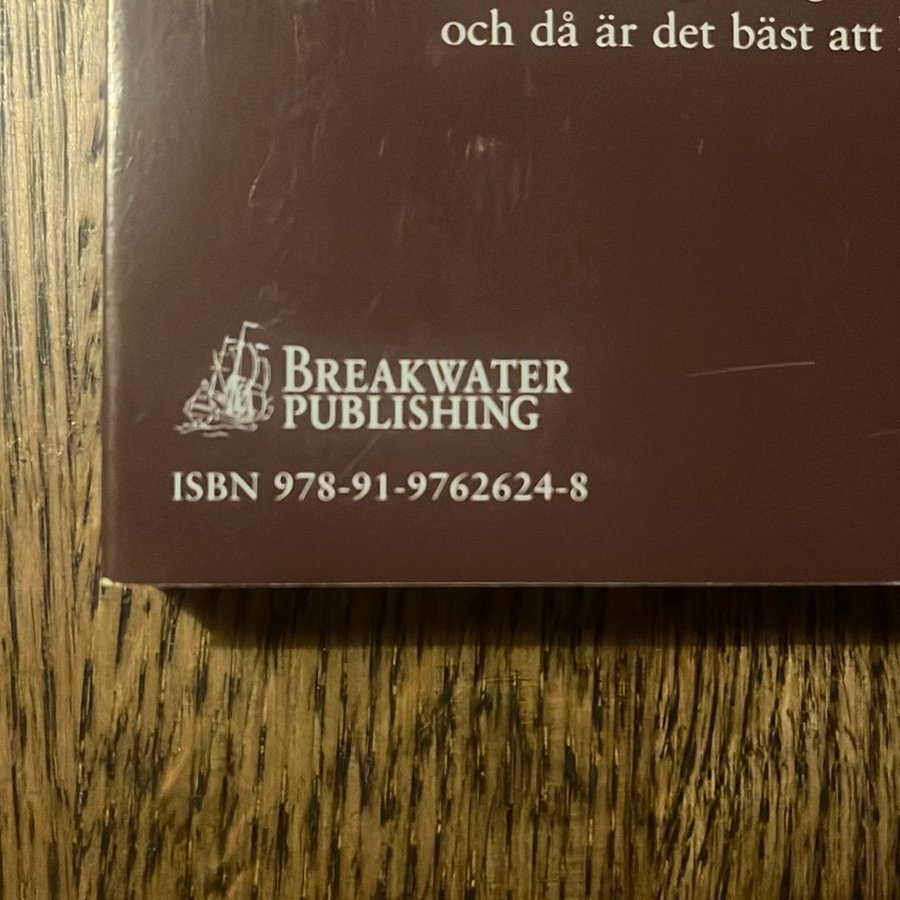 och då är det bäst att
BREAKWATER
PUBLISHING
ISBN 978-91-9762624-8